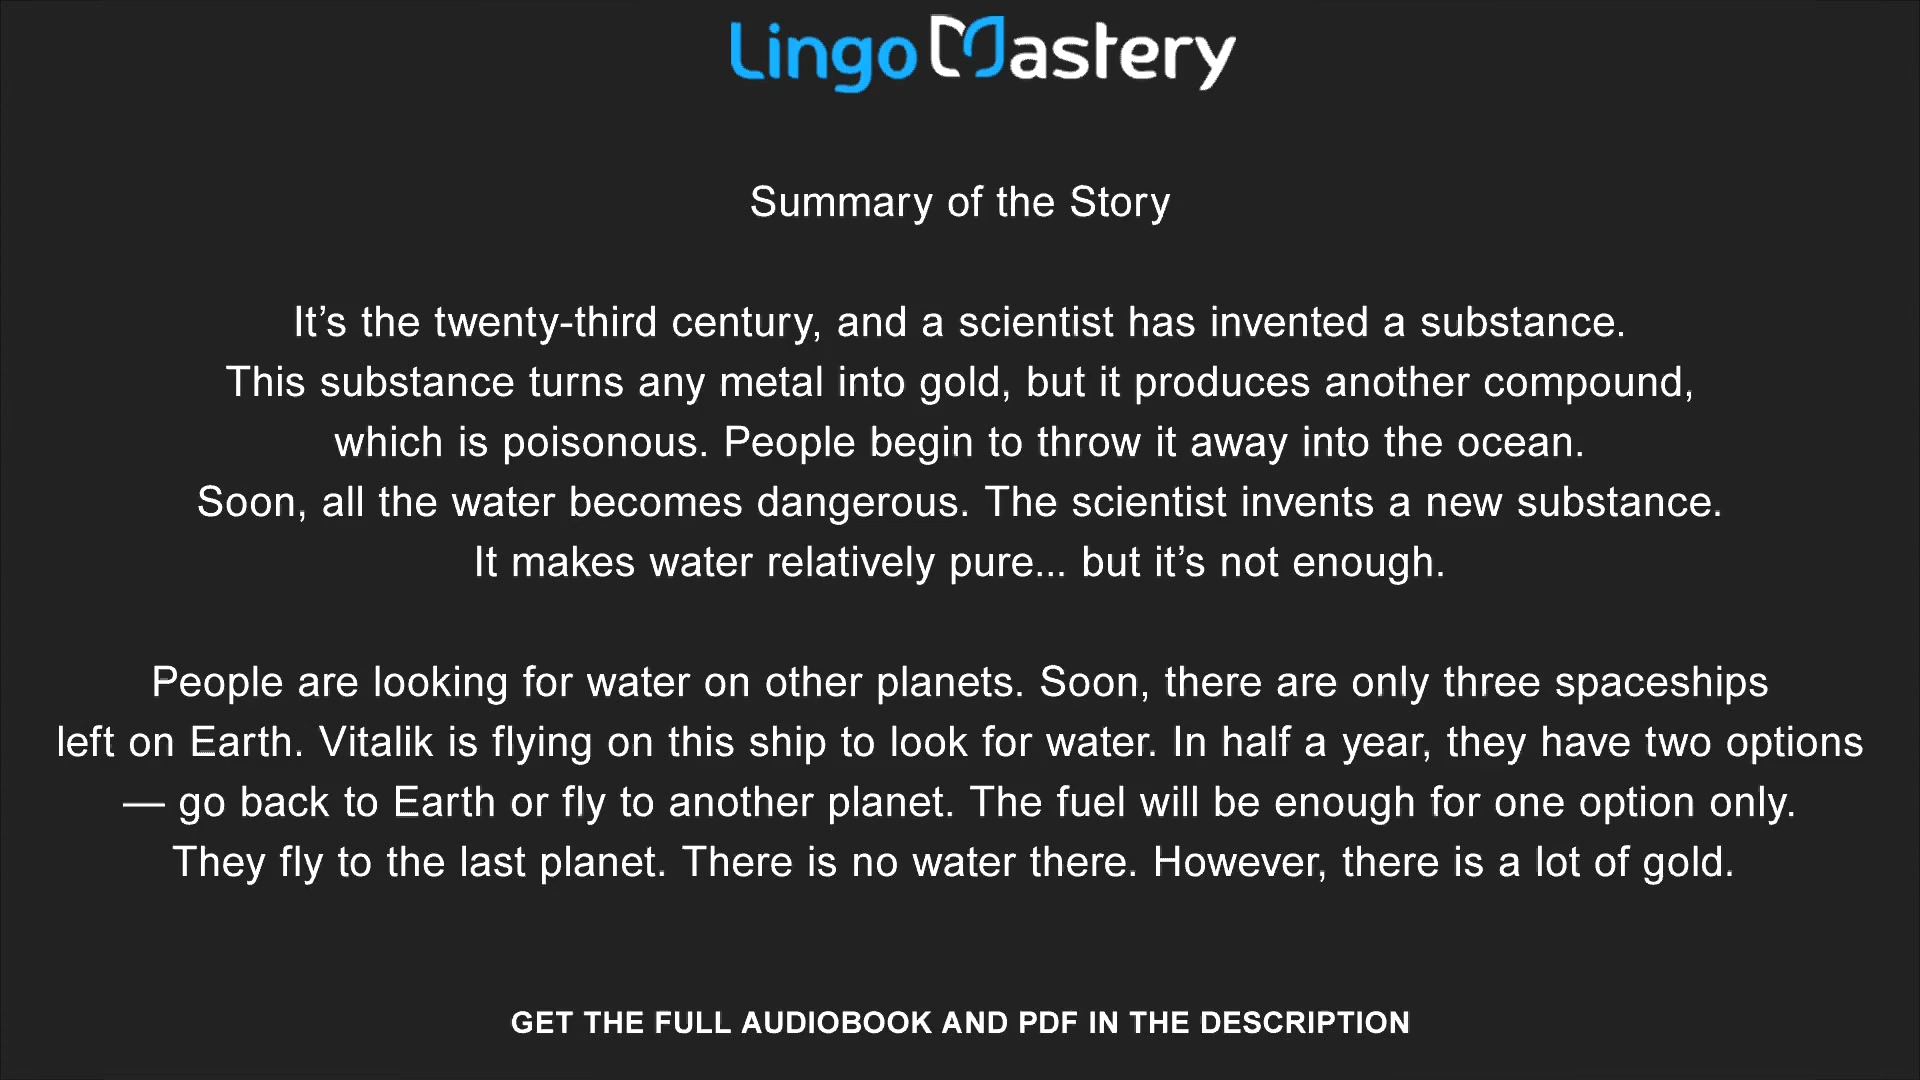 Lingo Mastery
Summary of the Story
It’s the twenty-third century, and a scientist has invented a substance.
This substance turns any metal into gold, but it produces another compound,
which is poisonous. People begin to throw it away into the ocean.
Soon, all the water becomes dangerous. The scientist invents a new substance.
It makes water relatively pure... but it’s not enough.
People are looking for water on other planets. Soon, there are only three spaceships
left on Earth. Vitalik is flying on this ship to look for water. In half a year, they have two options
— go back to Earth or fly to another planet. The fuel will be enough for one option only.
They fly to the last planet. There is no water there. However, there is a lot of gold.
GET THE FULL AUDIOBOOK AND PDF IN THE DESCRIPTION